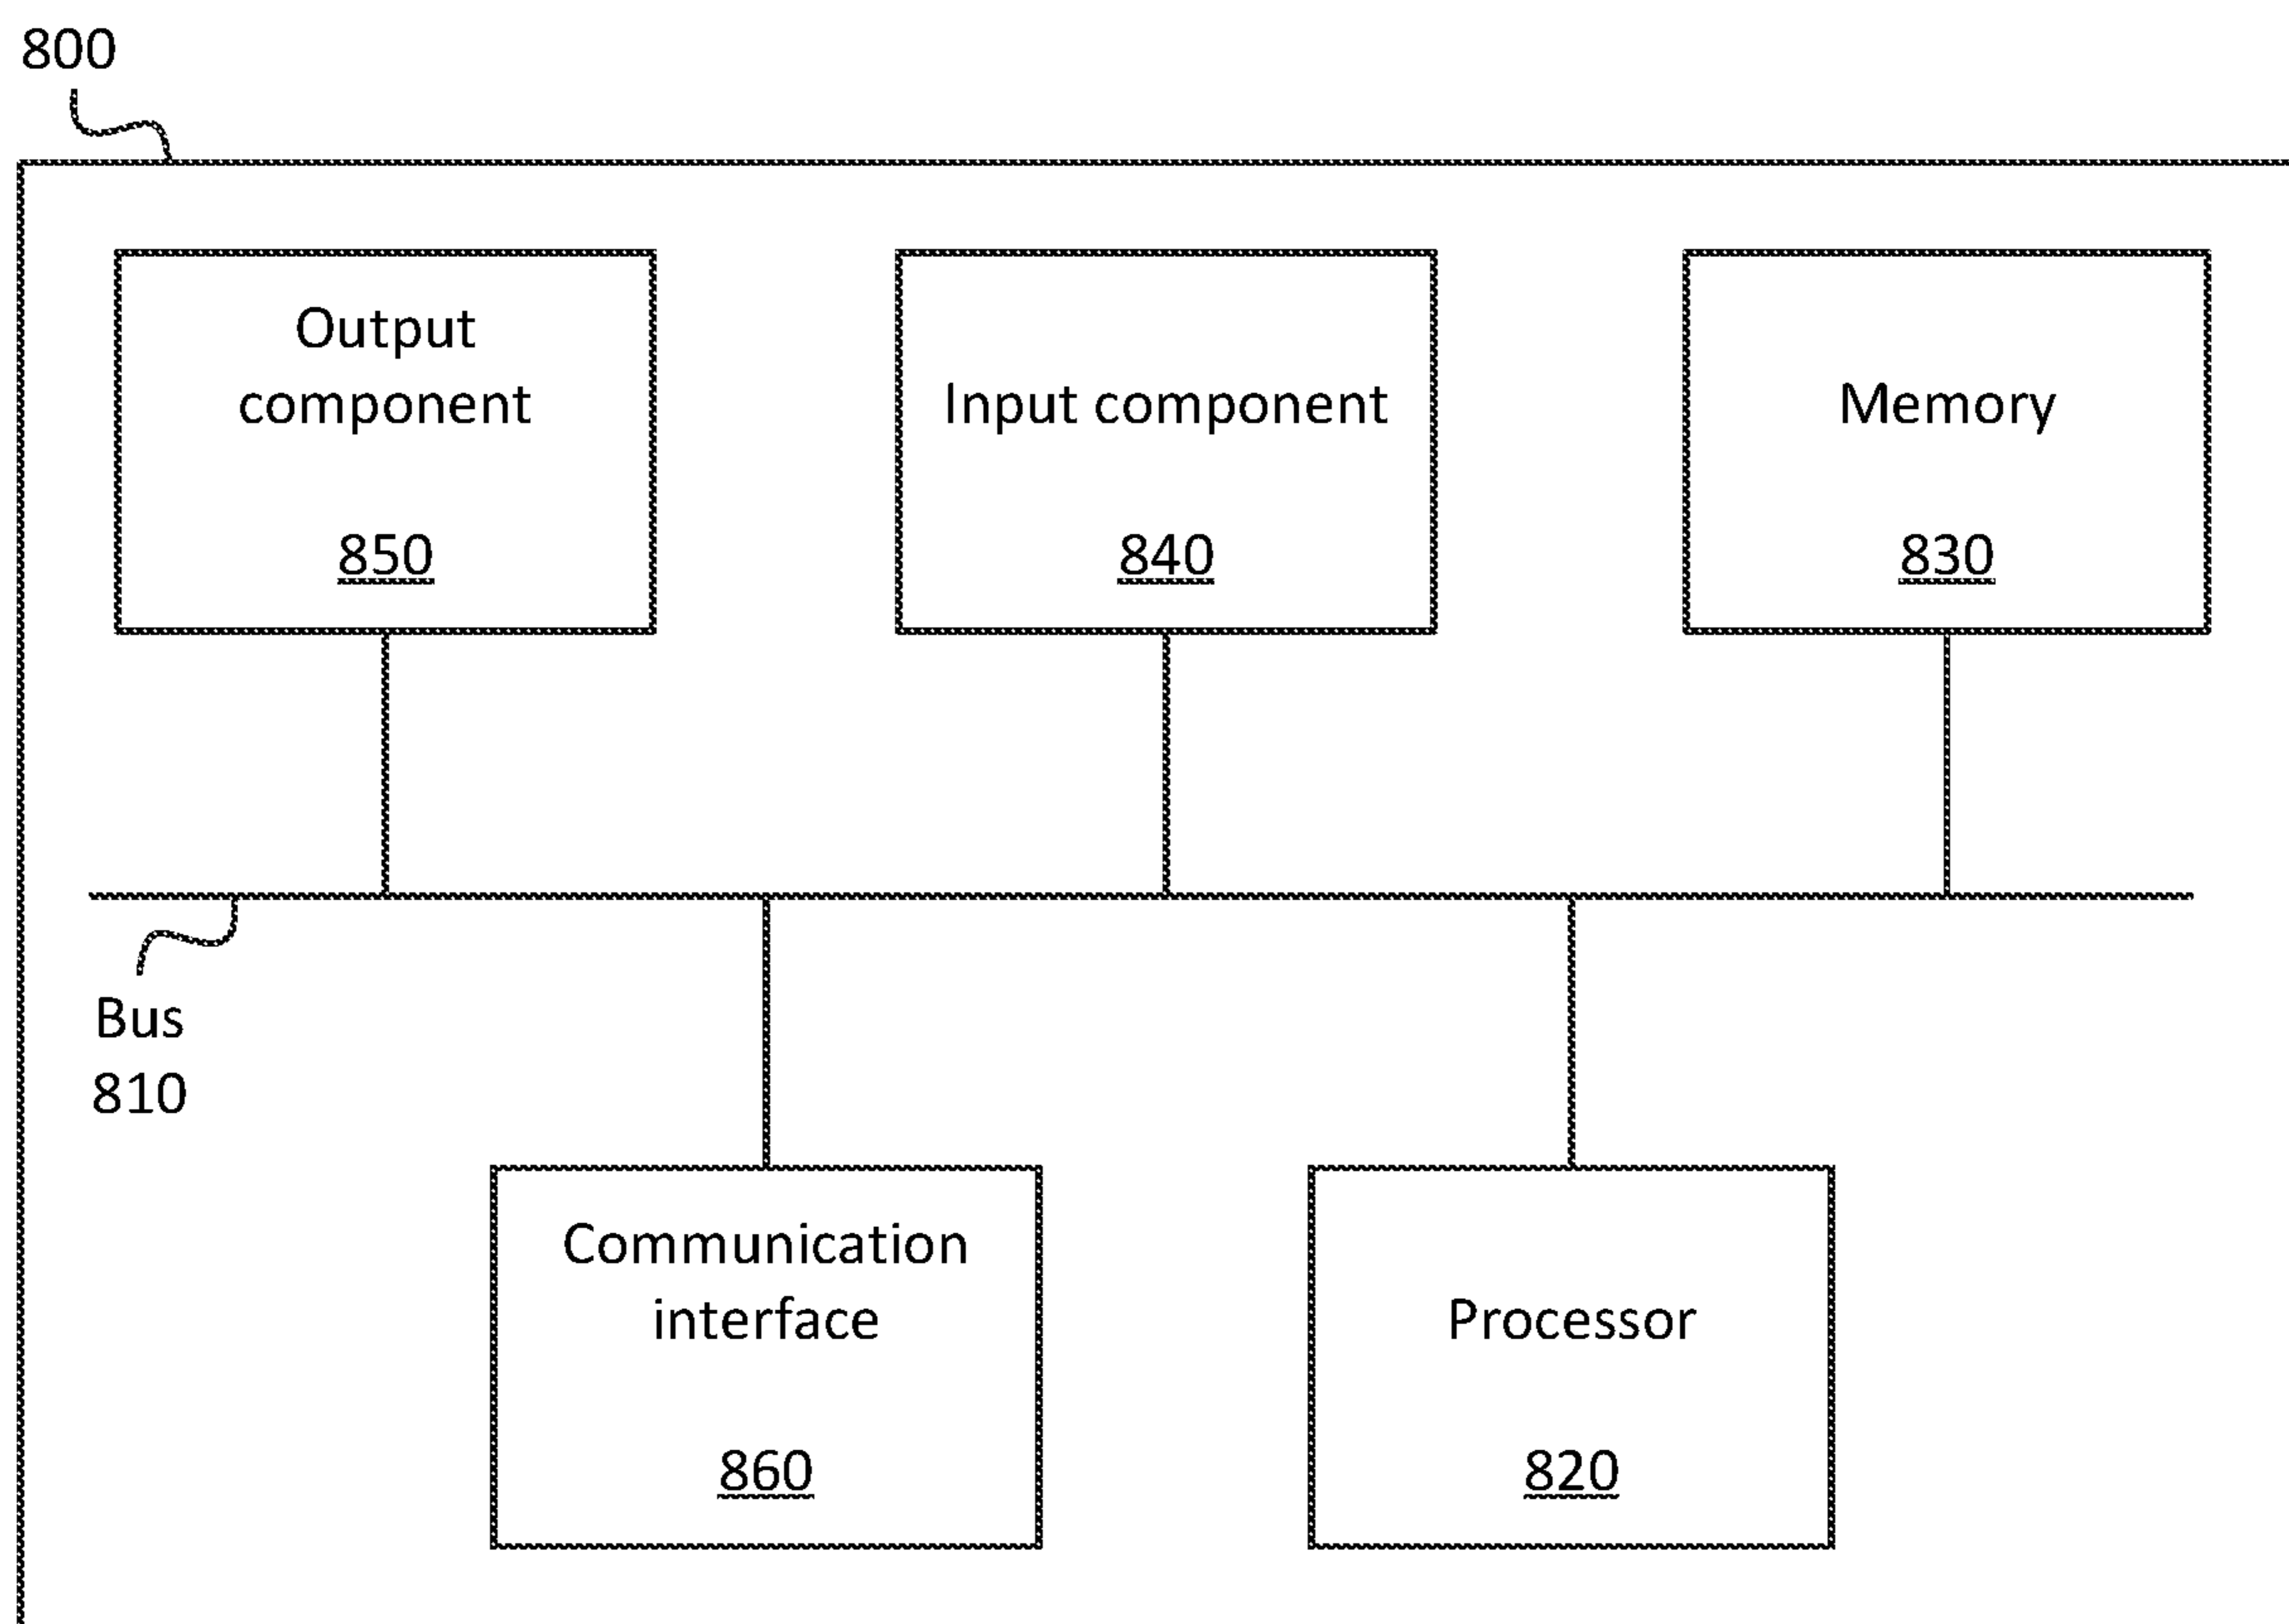 800
Output
component
850
Input component
840
Memory
830
Bus
810
Communication
interface
860
Processor
820